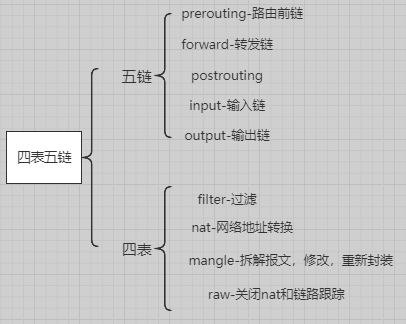 四表五链
五链
prerouting-路由前链
forward-转发链
postrouting
input-输入链
output-输出链
四表
filter-过滤
nat-网络地址转换
mangle-拆解报文，修改，重新封装
raw-关闭nat和链路跟踪